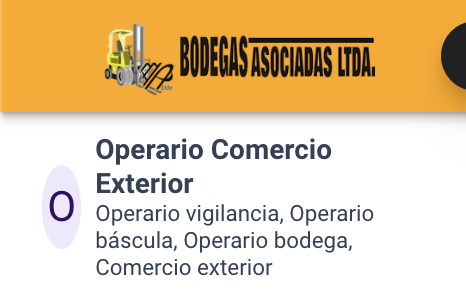 BODEGAS ASOCIADAS LTDA.
Operario Comercio
Exterior
O
Operario vigilancia, Operario
báscula, Operario bodega,
Comercio exterior